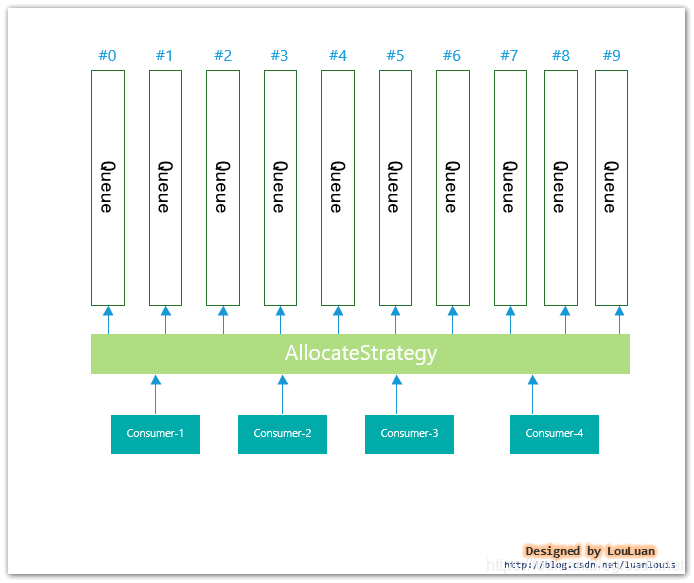 #0 #1 #2 #3 #4 #5 #6 #7 #8 #9
Queue Queue Queue Queue Queue Queue Queue Queue Queue Queue
AllocateStrategy
Consumer-1 Consumer-2 Consumer-3 Consumer-4
Designed by LouLuan
http://blog.csdn.net/luanlouis